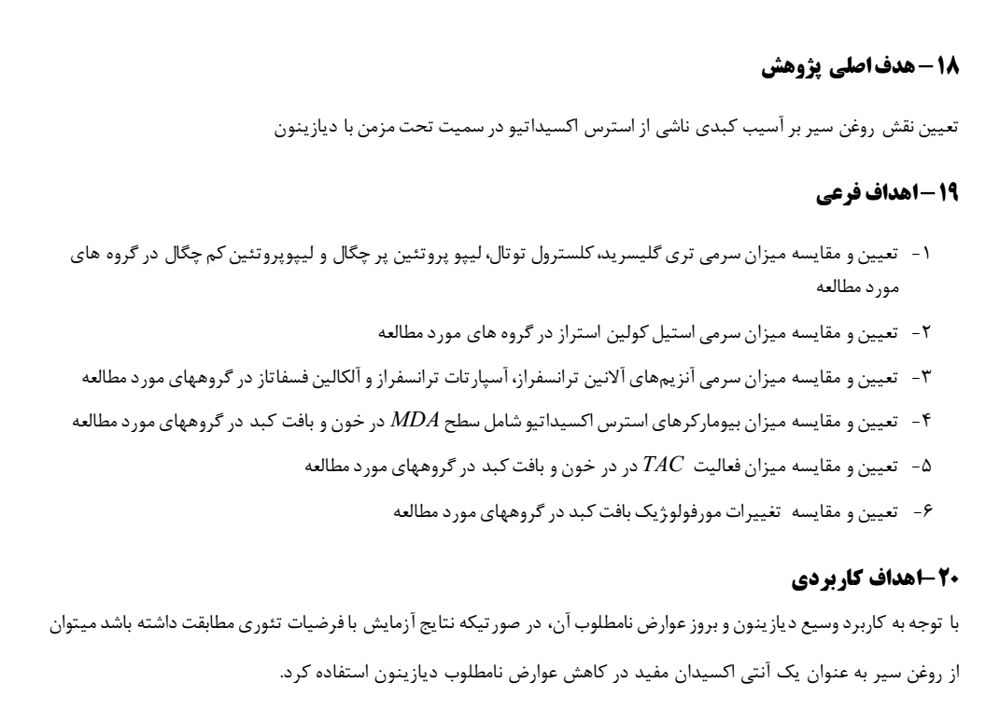 ۱۸ – هدف اصلی پژوهش
تعیین نقش روغن سیر بر آسیب کبدی ناشی از استرس اکسیداتیو در سمیت تحت مزمن با دیازینون
۱۹ – اهداف فرعی
۱- تعیین و مقایسه میزان سرمی تری گلیسرید، کلسترول توتال، لیپو پروتئین پر چگال و لیپوپروتئین کم چگال در گروه های
مورد مطالعه
۲- تعیین و مقایسه میزان سرمی استیل کولین استراز در گروه های مورد مطالعه
۳- تعیین و مقایسه میزان سرمی آنزیم‌های آلانین ترانسفراز، آسپارتات ترانسفراز و آلکالین فسفاتاز در گروههای مورد مطالعه
۴- تعیین و مقایسه میزان بیومارکرهای استرس اکسیداتیو شامل سطح MDA در خون و بافت کبد در گروههای مورد مطالعه
۵- تعیین و مقایسه میزان فعالیت TAC در در خون و بافت کبد در گروههای مورد مطالعه
۶- تعیین و مقایسه تغییرات مورفولوژیک بافت کبد در گروههای مورد مطالعه
۲۰ –اهداف کاربردی
با توجه به کاربرد وسیع دیازینون و بروز عوارض نامطلوب آن، در صورتیکه نتایج آزمایش با فرضیات تئوری مطابقت داشته باشد میتوان
از روغن سیر به عنوان یک آنتی اکسیدان مفید در کاهش عوارض نامطلوب دیازینون استفاده کرد.